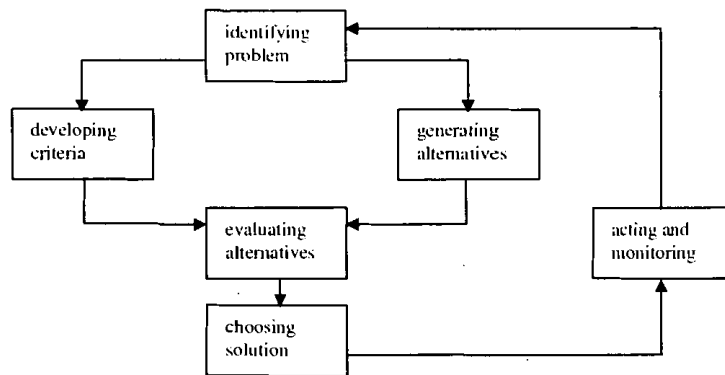 identifying
problem
developing
criteria
generating
alternatives
evaluating
alternatives
acting and
monitoring
choosing
solution